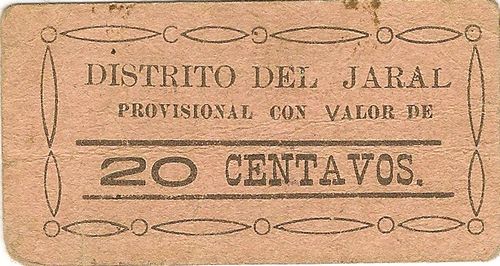 DISTRITO DEL JARAL
PROVISIONAL CON VALOR DE
20 CENTAVOS.